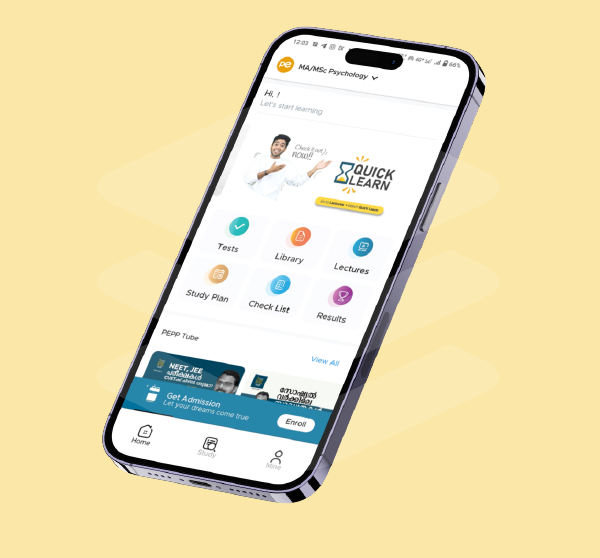 12:03
66%
pe
MA/MSc Psychology
Hi, !
Let's start learning
Check it out
now!!
QUICK
LEARN
Tests
Library
Lectures
Study Plan
Check List
Results
PEPP Tube
View All
NEET, JEE
സോഷ്യൽ
Get Admission
Let your dreams come true
Enroll
Home
Study
Mine